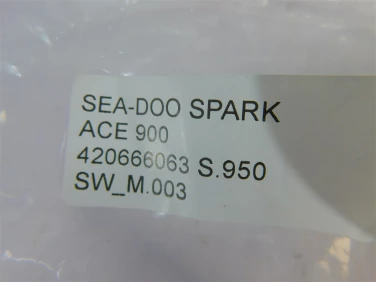 SEA-DOO SPARK
ACE 900
420666063 S.950
SW_M.003